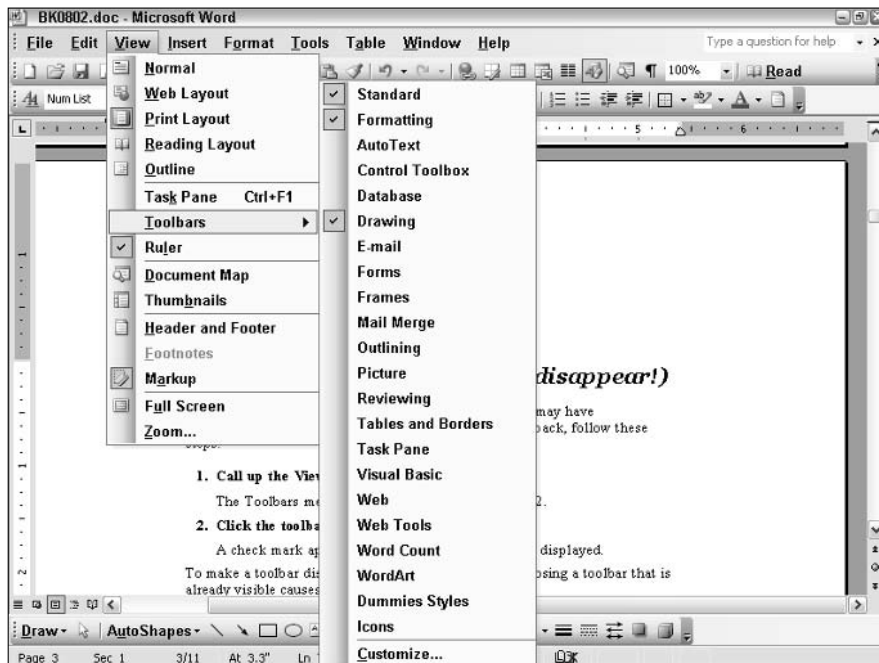 BK0802.doc - Microsoft Word
File Edit View Insert Format Tools Table Window Help Type a question for help
100% Read
Num List
Normal
Web Layout
Print Layout
Reading Layout
Outline
Task Pane Ctrl+F1
Toolbars
Ruler
Document Map
Thumbnails
Header and Footer
Footnotes
Markup
Full Screen
Zoom...
Standard
Formatting
AutoText
Control Toolbox
Database
Drawing
E-mail
Forms
Frames
Mail Merge
Outlining
Picture
Reviewing
Tables and Borders
Task Pane
Visual Basic
Web
Web Tools
Word Count
WordArt
Dummies Styles
Icons
Customize...
5 6
1
1
2
disappear!)
may have
back, follow these
1. Call up the
The Toolbars 2.
2. Click the
A check mark displayed.
To make a toolbar a toolbar that is
already visible causes
Draw AutoShapes
Page 3 Sec 1 3/11 At 3.3" Ln